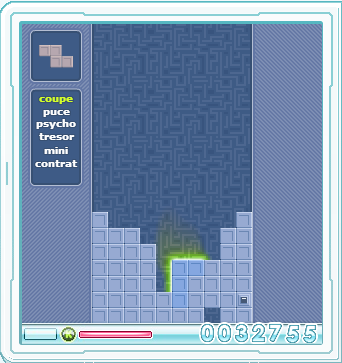 coupe
puce
psycho
tresor
mini
contrat
0032755